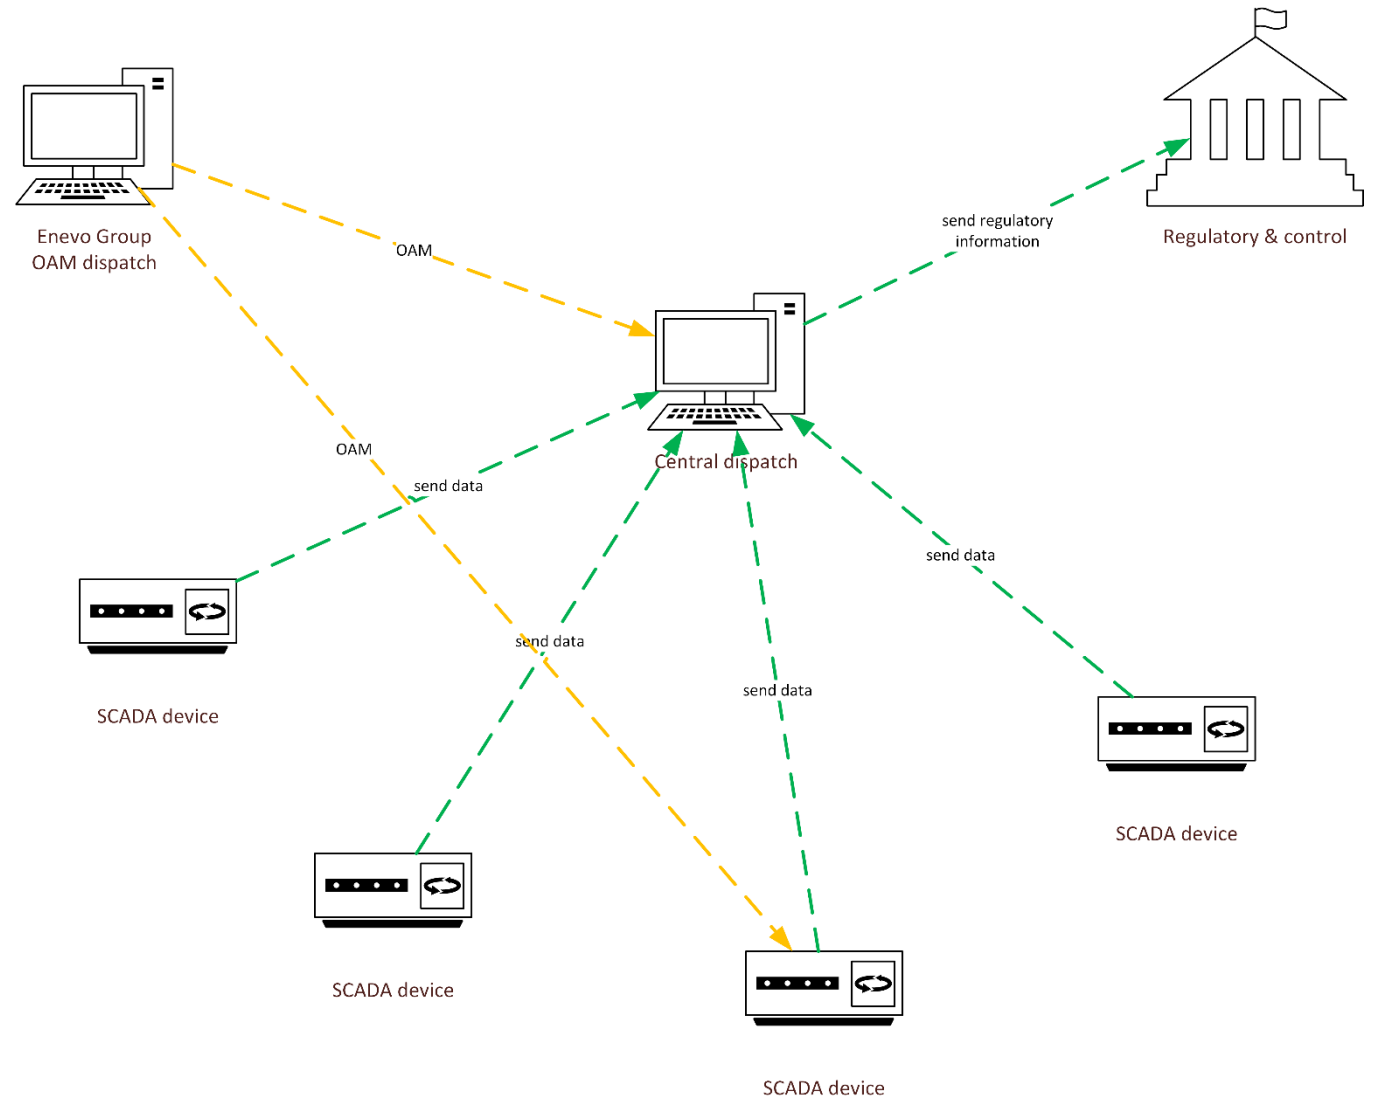 Enevo Group
OAM dispatch
OAM
send regulatory
information
Regulatory & control
OAM
Central dispatch
send data
send data
send data
send data
SCADA device
SCADA device
SCADA device
SCADA device